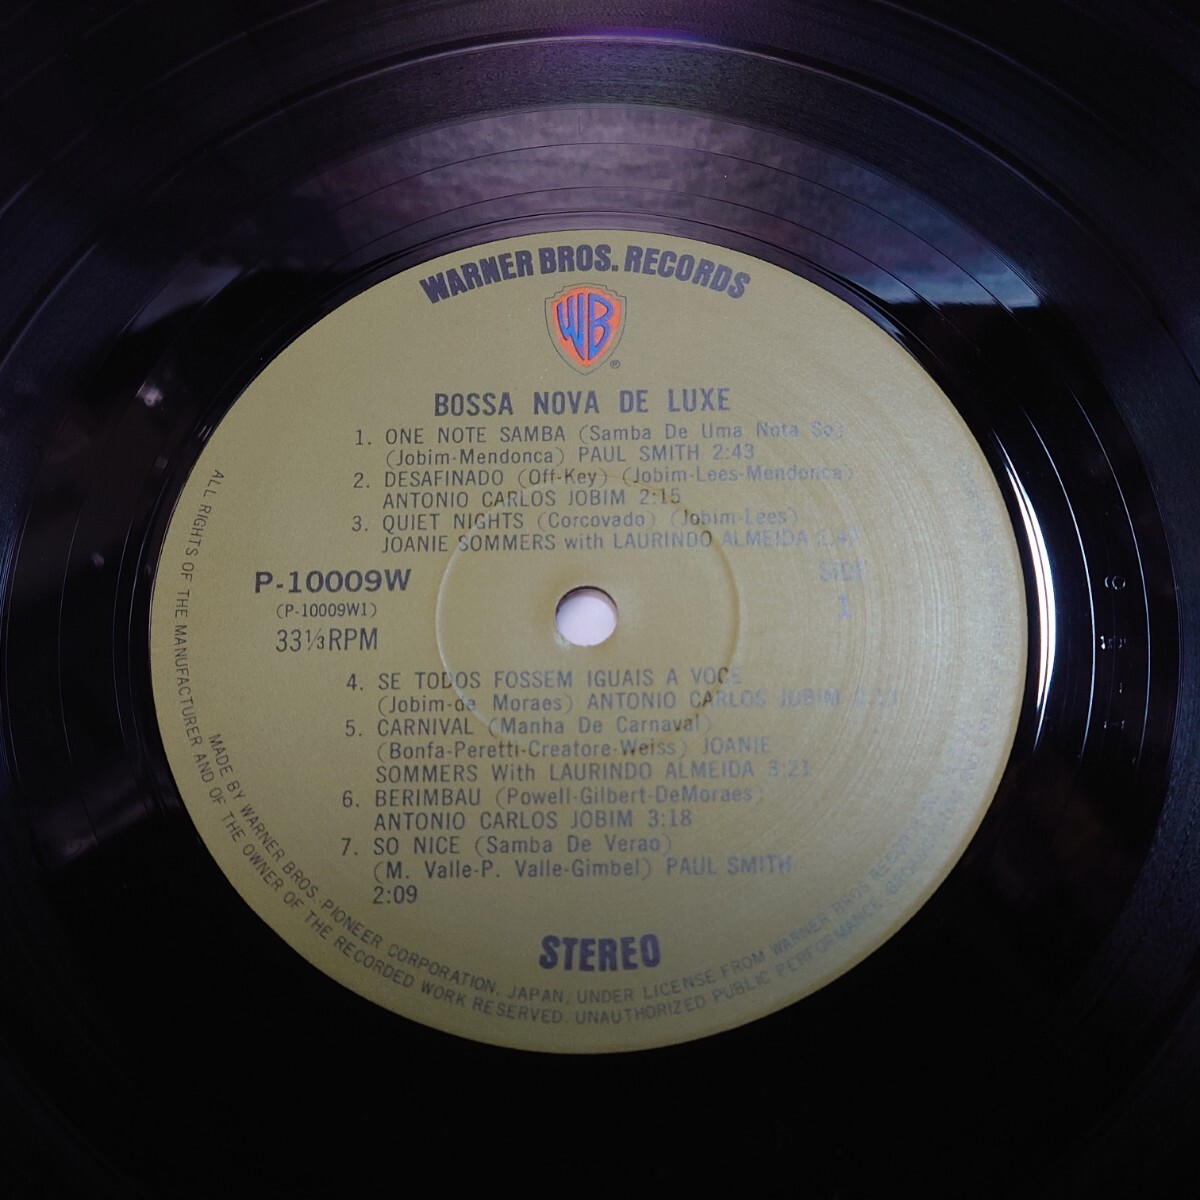 WARNER BROS. RECORDS
WB
®
BOSSA NOVA DE LUXE
1. ONE NOTE SAMBA (Samba De Uma Nota So)
(Jobim-Mendonca) PAUL SMITH 2:43
2. DESAFINADO (Off-Key) (Jobim-Lees-Mendonca)
ANTONIO CARLOS JOBIM 2:15
3. QUIET NIGHTS (Corcovado) (Jobim-Lees)
JOANIE SOMMERS with LAURINDO ALMEIDA
P-10009W
(P-10009W1)
33⅓ RPM
SIDE
1
4. SE TODOS FOSSEM IGUAIS A VOCE
(Jobim-de Moraes) ANTONIO CARLOS JOBIM
5. CARNIVAL (Manha De Carnaval)
(Bonfa-Peretti-Creatore-Weiss) JOANIE
SOMMERS With LAURINDO ALMEIDA 3:21
6. BERIMBAU (Powell-Gilbert-DeMoraes)
ANTONIO CARLOS JOBIM 3:18
7. SO NICE (Samba De Verao)
(M. Valle-P. Valle-Gimbel) PAUL SMITH
2:09
STEREO
MADE BY WARNER BROS. PIONEER CORPORATION, JAPAN, UNDER LICENSE FROM WARNER BROS RECORDS
ALL RIGHTS OF THE MANUFACTURER AND OF THE OWNER OF THE RECORDED WORK RESERVED. UNAUTHORIZED PUBLIC PERFORMANCE, BROADCASTING AND